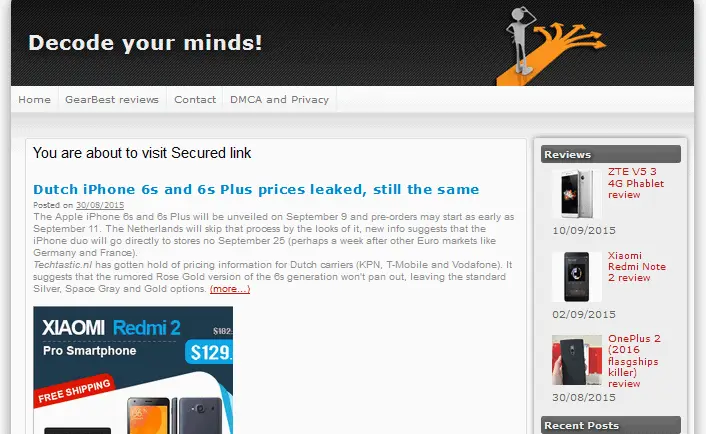 Decode your minds!
Home
GearBest reviews
Contact
DMCA and Privacy
You are about to visit Secured link
Dutch iPhone 6s and 6s Plus prices leaked, still the same
Posted on 30/08/2015
The Apple iPhone 6s and 6s Plus will be unveiled on September 9 and pre-orders may start as early as
September 11. The Netherlands will skip that process by the looks of it, new info suggests that the
iPhone duo will go directly to stores no September 25 (perhaps a week after other Euro markets like
Germany and France).
Techtastic.nl has gotten hold of pricing information for Dutch carriers (KPN, T-Mobile and Vodafone). It
suggests that the rumored Rose Gold version of the 6s generation won't pan out, leaving the standard
Silver, Space Gray and Gold options. (more…)
XIAOMI Redmi 2
$182.
Pro Smartphone
$129.
FREE SHIPPING
Reviews
ZTE V5 3
4G Phablet
review
10/09/2015
Xiaomi
Redmi Note
2 review
02/09/2015
OnePlus 2
(2016
flasgships
killer)
review
30/08/2015
Recent Posts